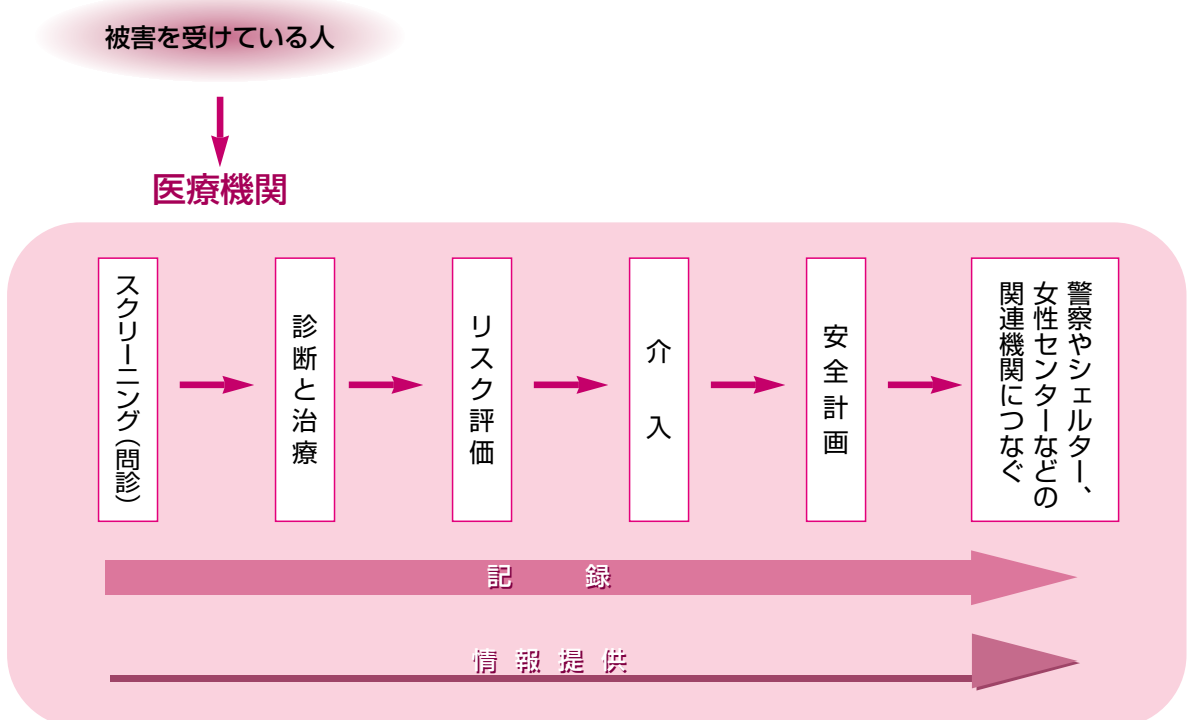 被害を受けている人
医療機関
スクリーニング(問診)
診断と治療
リスク評価
介入
安全計画
警察やシェルター、
女性センターなどの
関連機関につなぐ
記録
情報提供